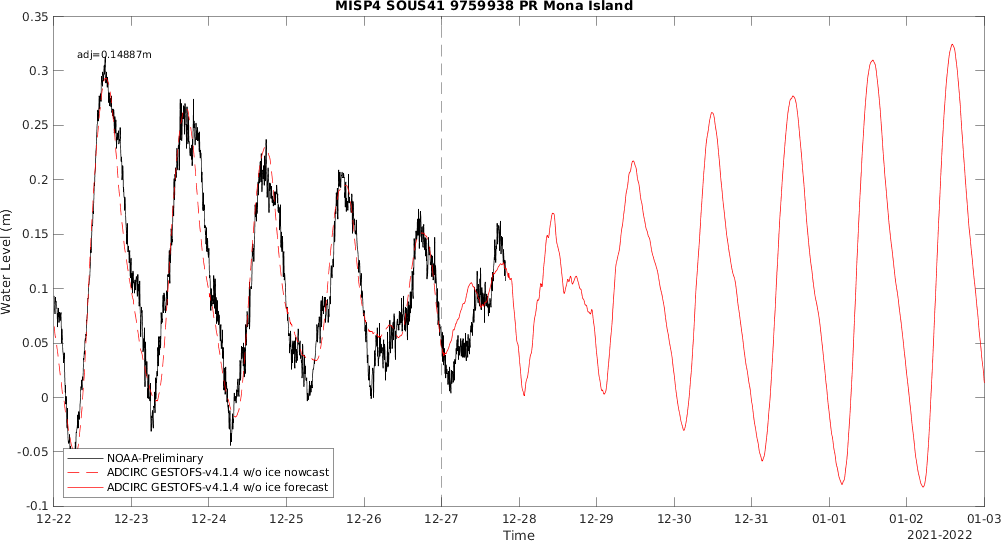 MISP4 SOUS41 9759938 PR Mona Island
adj=0.14887m
Water Level (m)
0.35
0.3
0.25
0.2
0.15
0.1
0.05
0
-0.05
-0.1
NOAA-Preliminary
ADCIRC GESTOFS-v4.1.4 w/o ice nowcast
ADCIRC GESTOFS-v4.1.4 w/o ice forecast
12-22 12-23 12-24 12-25 12-26 12-27 12-28 12-29 12-30 12-31 01-01 01-02 01-03
Time
2021-2022